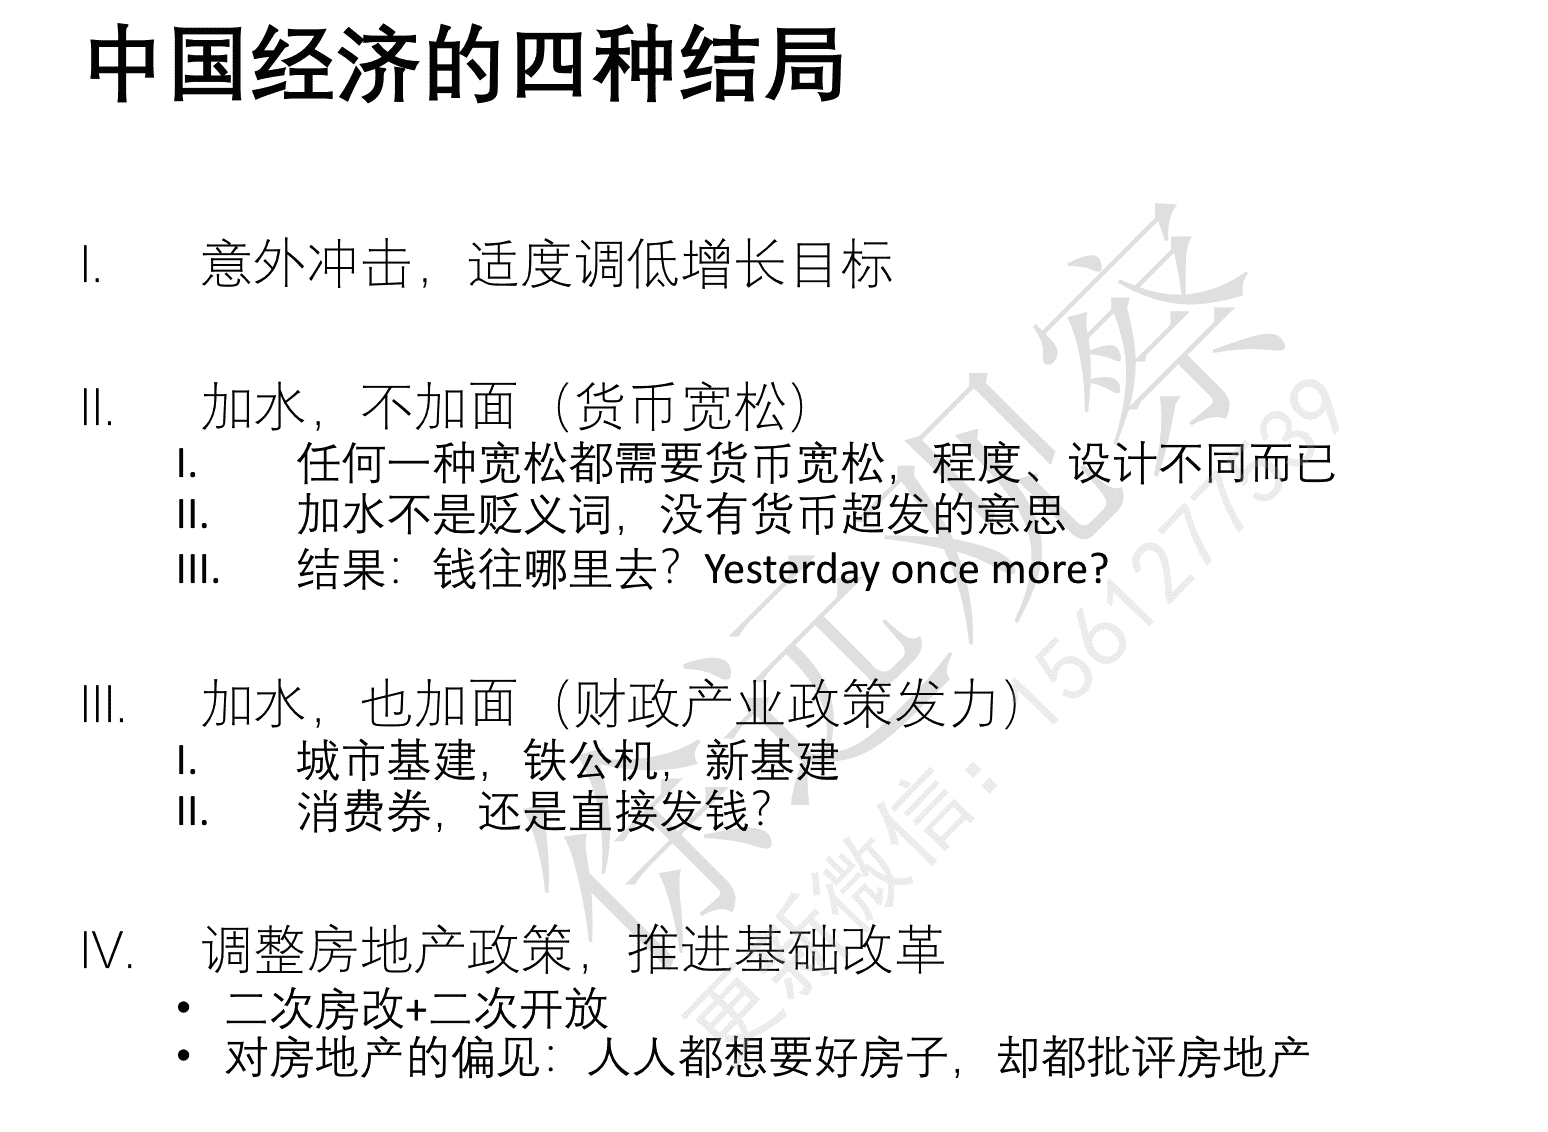 中国经济的四种结局
I. 意外冲击，适度调低增长目标
II. 加水，不加面（货币宽松）
I. 任何一种宽松都需要货币宽松，程度、设计不同而已
II. 加水不是贬义词，没有货币超发的意思
III. 结果：钱往哪里去？Yesterday once more?
III. 加水，也加面（财政产业政策发力）
I. 城市基建，铁公机，新基建
II. 消费券，还是直接发钱？
IV. 调整房地产政策，推进基础改革
• 二次房改+二次开放
• 对房地产的偏见：人人都想要好房子，却都批评房地产
徐远观察
更新微信：156127７539